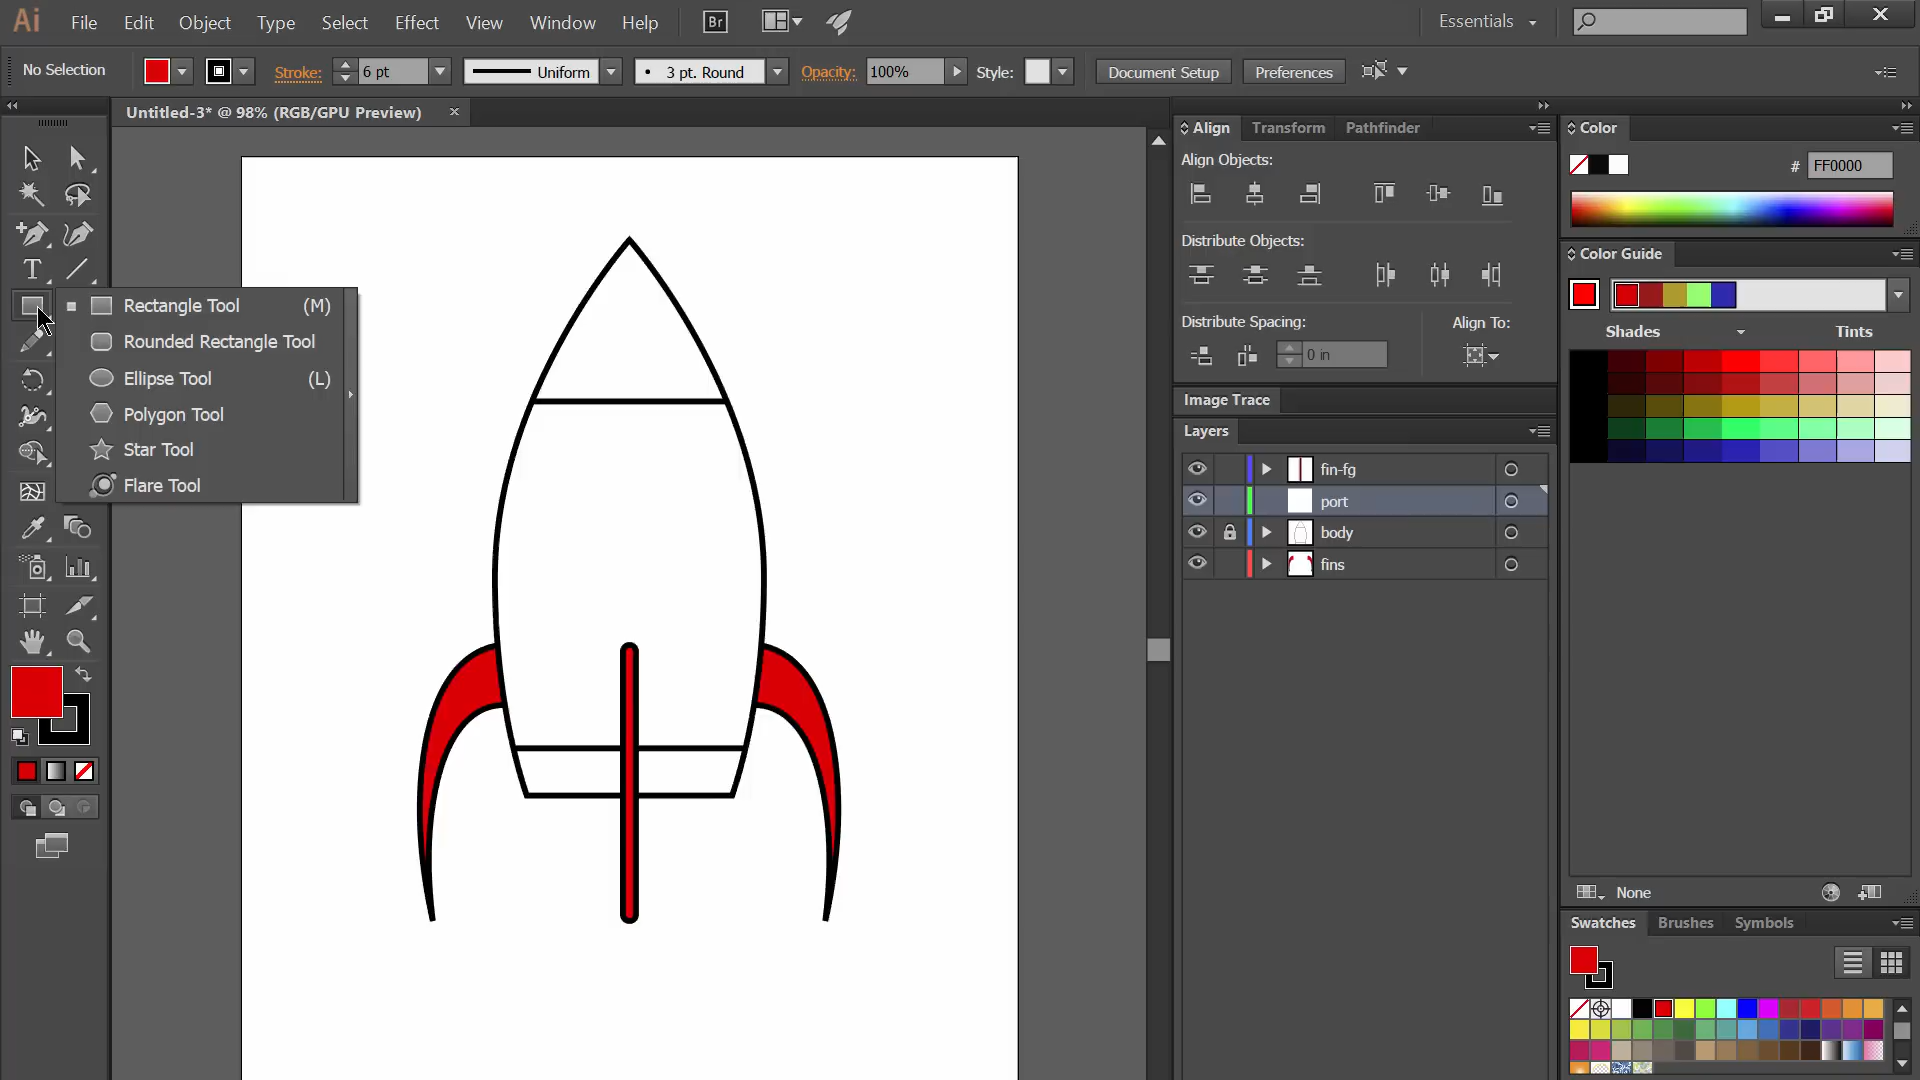 Ai File Edit Object Type Select Effect View Window Help Br Essentials
No Selection Stroke: 6 pt Uniform 3 pt. Round Opacity: 100% Style: Document Setup Preferences
Untitled-3* @ 98% (RGB/GPU Preview)
Rectangle Tool (M)
Rounded Rectangle Tool
Ellipse Tool (L)
Polygon Tool
Star Tool
Flare Tool
T
Align Transform Pathfinder
Align Objects:
Distribute Objects:
Distribute Spacing: Align To:
0 in
Image Trace
Layers
fin-fg
port
body
fins
Color
# FF0000
Color Guide
Shades Tints
None
Swatches Brushes Symbols